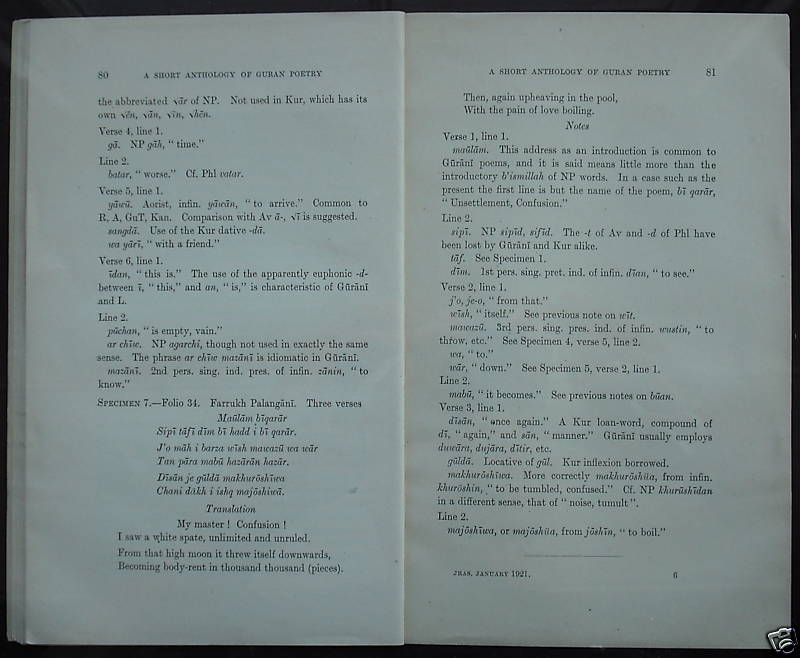 80 A SHORT ANTHOLOGY OF GURAN POETRY
the abbreviated √ār of NP. Not used in Kur, which has its
own √ēn, √ān, √īn, √hēn.
Verse 4, line 1.
gā. NP gāh, “ time.”
Line 2.
batar, “ worse.” Cf. Phl vatar.
Verse 5, line 1.
yāwū. Aorist, infin. yāwān, “ to arrive.” Common to
R, A, GuT, Kan. Comparison with Av ā-, √ī is suggested.
sangdā. Use of the Kur dative -dā.
wa yārī, “ with a friend.”
Verse 6, line 1.
īdan, “ this is.” The use of the apparently euphonic -d-
between ī, “ this,” and an, “ is,” is characteristic of Gūrānī
and L.
Line 2.
pūchan, “ is empty, vain.”
ar chīw. NP agarchi, though not used in exactly the same
sense. The phrase ar chīw mazānī is idiomatic in Gūrānī.
mazānī. 2nd pers. sing. ind. pres. of infin. zānin, “ to
know.”
SPECIMEN 7.—Folio 34. Farrukh Palangānī. Three verses
Maūlām bīqarār
Sipī tāfi dīm bī hadd i bī qarār.
J'o māh i barza wīsh mawazū wa wār
Tan pāra mabū hazārān hazār.
Dīsān je gūldā makhurōshīwa
Chani dākh i ishq majōshiwā.
Translation
My master ! Confusion !
I saw a white spate, unlimited and unruled.
From that high moon it threw itself downwards,
Becoming body-rent in thousand thousand (pieces).
A SHORT ANTHOLOGY OF GURAN POETRY 81
Then, again upheaving in the pool,
With the pain of love boiling.
Notes
Verse 1, line 1.
maūlām. This address as an introduction is common to
Gūrānī poems, and it is said means little more than the
introductory b'ismillah of NP words. In a case such as the
present the first line is but the name of the poem, bī qarār,
“ Unsettlement, Confusion.”
Line 2.
sipī. NP sipīd, sifīd. The -t of Av and -d of Phl have
been lost by Gūrānī and Kur alike.
tāf. See Specimen 1.
dīm. 1st pers. sing. pret. ind. of infin. dīan, “ to see.”
Verse 2, line 1.
j'o, je-o, “ from that.”
wīsh, “ itself.” See previous note on wīt.
mawazū. 3rd pers. sing. pres. ind. of infin. wustin, “ to
throw, etc.” See Specimen 4, verse 5, line 2.
wa, “ to.”
wār, “ down.” See Specimen 5, verse 2, line 1.
Line 2.
mabū, “ it becomes.” See previous notes on būan.
Verse 3, line 1.
dīsān, “ once again.” A Kur loan-word, compound of
dī, “ again,” and sān, “ manner.” Gūrānī usually employs
duwāra, dujāra, dītir, etc.
gūldā. Locative of gūl. Kur inflexion borrowed.
makhurōshīwa. More correctly makhurōshūa, from infin.
khurōshīn, “ to be tumbled, confused.” Cf. NP khurūshīdan
in a different sense, that of “ noise, tumult ”.
Line 2.
majōshīwa, or majōshūa, from jōshīn, “ to boil.”
JRAS. JANUARY 1921. 6